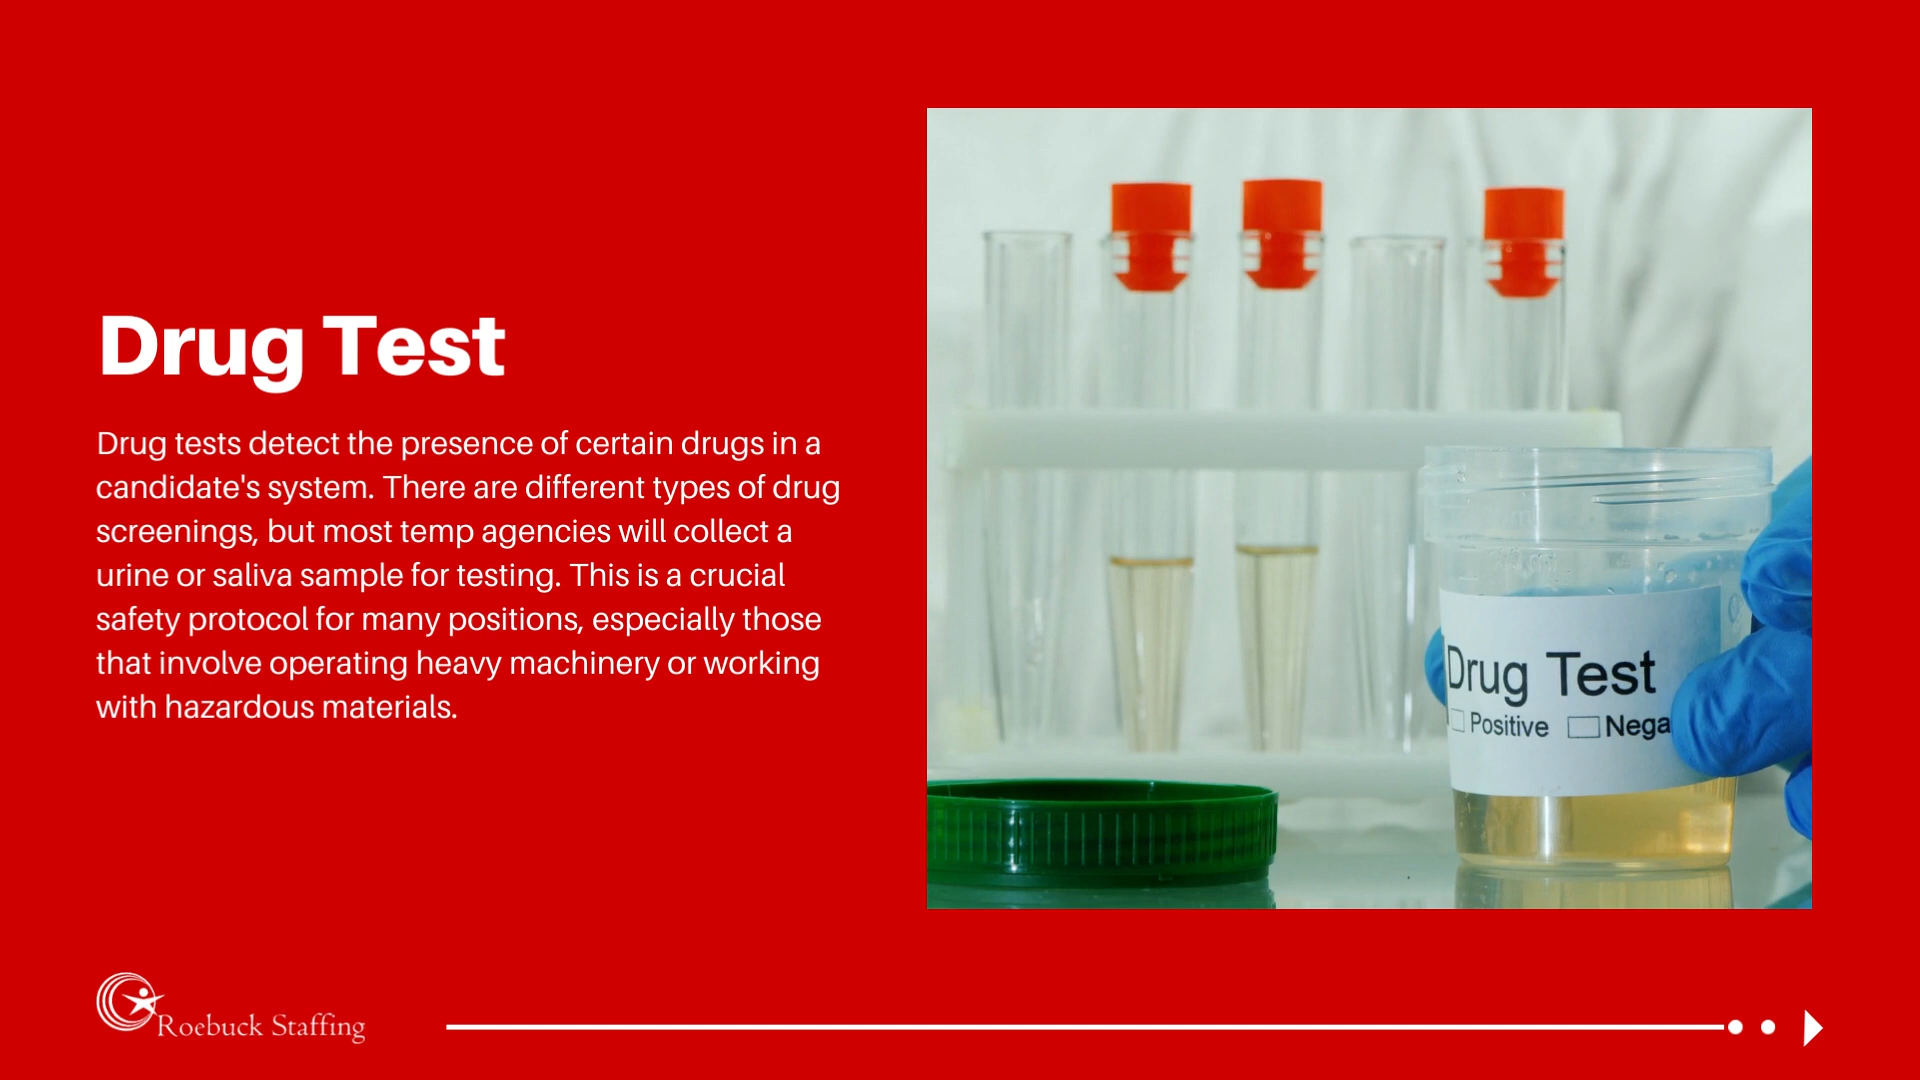 Drug Test
Drug tests detect the presence of certain drugs in a
candidate's system. There are different types of drug
screenings, but most temp agencies will collect a
urine or saliva sample for testing. This is a crucial
safety protocol for many positions, especially those
that involve operating heavy machinery or working
with hazardous materials.
Drug Test
Positive Nega
Roebuck Staffing